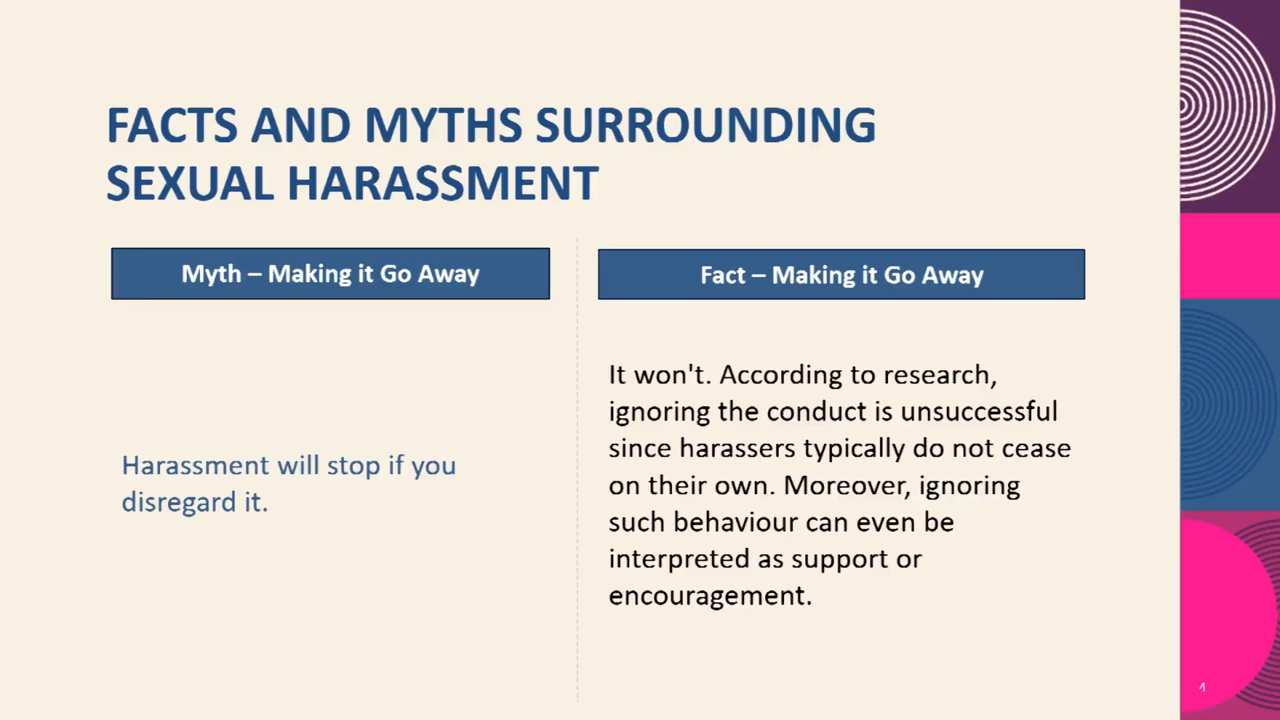 FACTS AND MYTHS SURROUNDING
SEXUAL HARASSMENT
Myth – Making it Go Away
Harassment will stop if you
disregard it.
Fact – Making it Go Away
It won't. According to research,
ignoring the conduct is unsuccessful
since harassers typically do not cease
on their own. Moreover, ignoring
such behaviour can even be
interpreted as support or
encouragement.
4